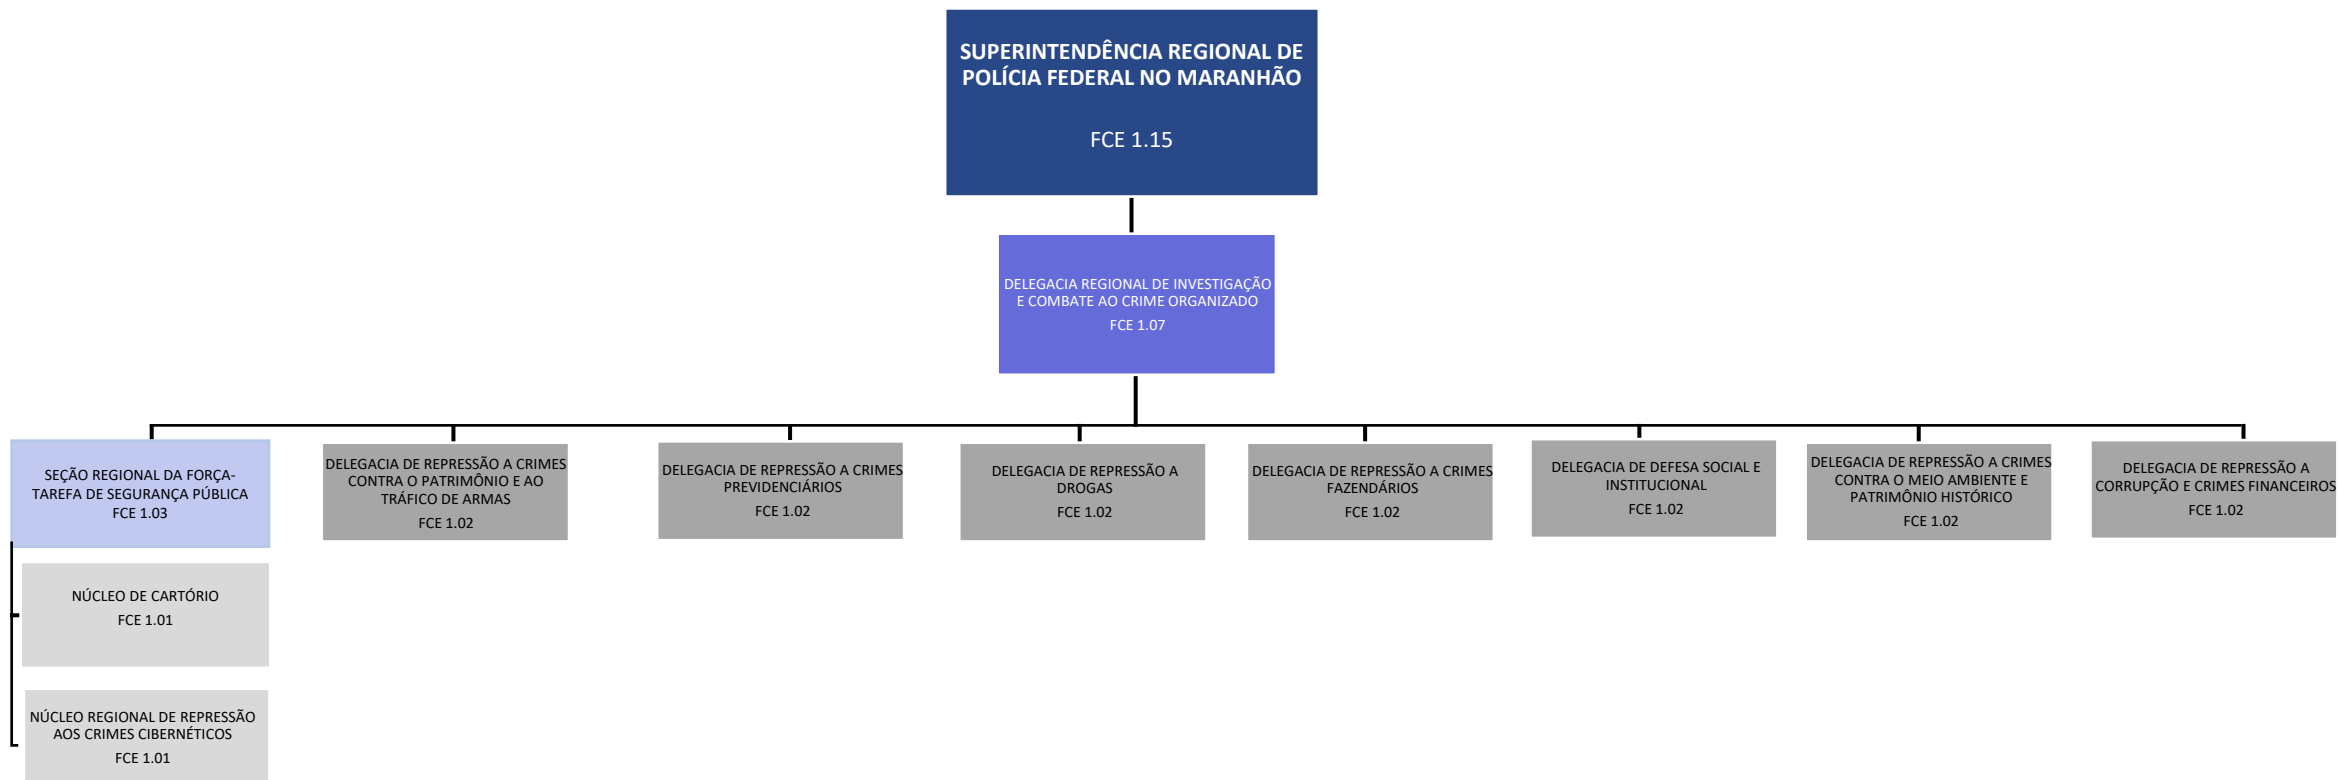 SUPERINTENDÊNCIA REGIONAL DE
POLÍCIA FEDERAL NO MARANHÃO
FCE 1.15
DELEGACIA REGIONAL DE INVESTIGAÇÃO
E COMBATE AO CRIME ORGANIZADO
FCE 1.07
SEÇÃO REGIONAL DA FORÇA-
TAREFA DE SEGURANÇA PÚBLICA
FCE 1.03
NÚCLEO DE CARTÓRIO
FCE 1.01
NÚCLEO REGIONAL DE REPRESSÃO
AOS CRIMES CIBERNÉTICOS
FCE 1.01
DELEGACIA DE REPRESSÃO A CRIMES
CONTRA O PATRIMÔNIO E AO
TRÁFICO DE ARMAS
FCE 1.02
DELEGACIA DE REPRESSÃO A CRIMES
PREVIDENCIÁRIOS
FCE 1.02
DELEGACIA DE REPRESSÃO A
DROGAS
FCE 1.02
DELEGACIA DE REPRESSÃO A CRIMES
FAZENDÁRIOS
FCE 1.02
DELEGACIA DE DEFESA SOCIAL E
INSTITUCIONAL
FCE 1.02
DELEGACIA DE REPRESSÃO A CRIMES
CONTRA O MEIO AMBIENTE E
PATRIMÔNIO HISTÓRICO
FCE 1.02
DELEGACIA DE REPRESSÃO A
CORRUPÇÃO E CRIMES FINANCEIROS
FCE 1.02